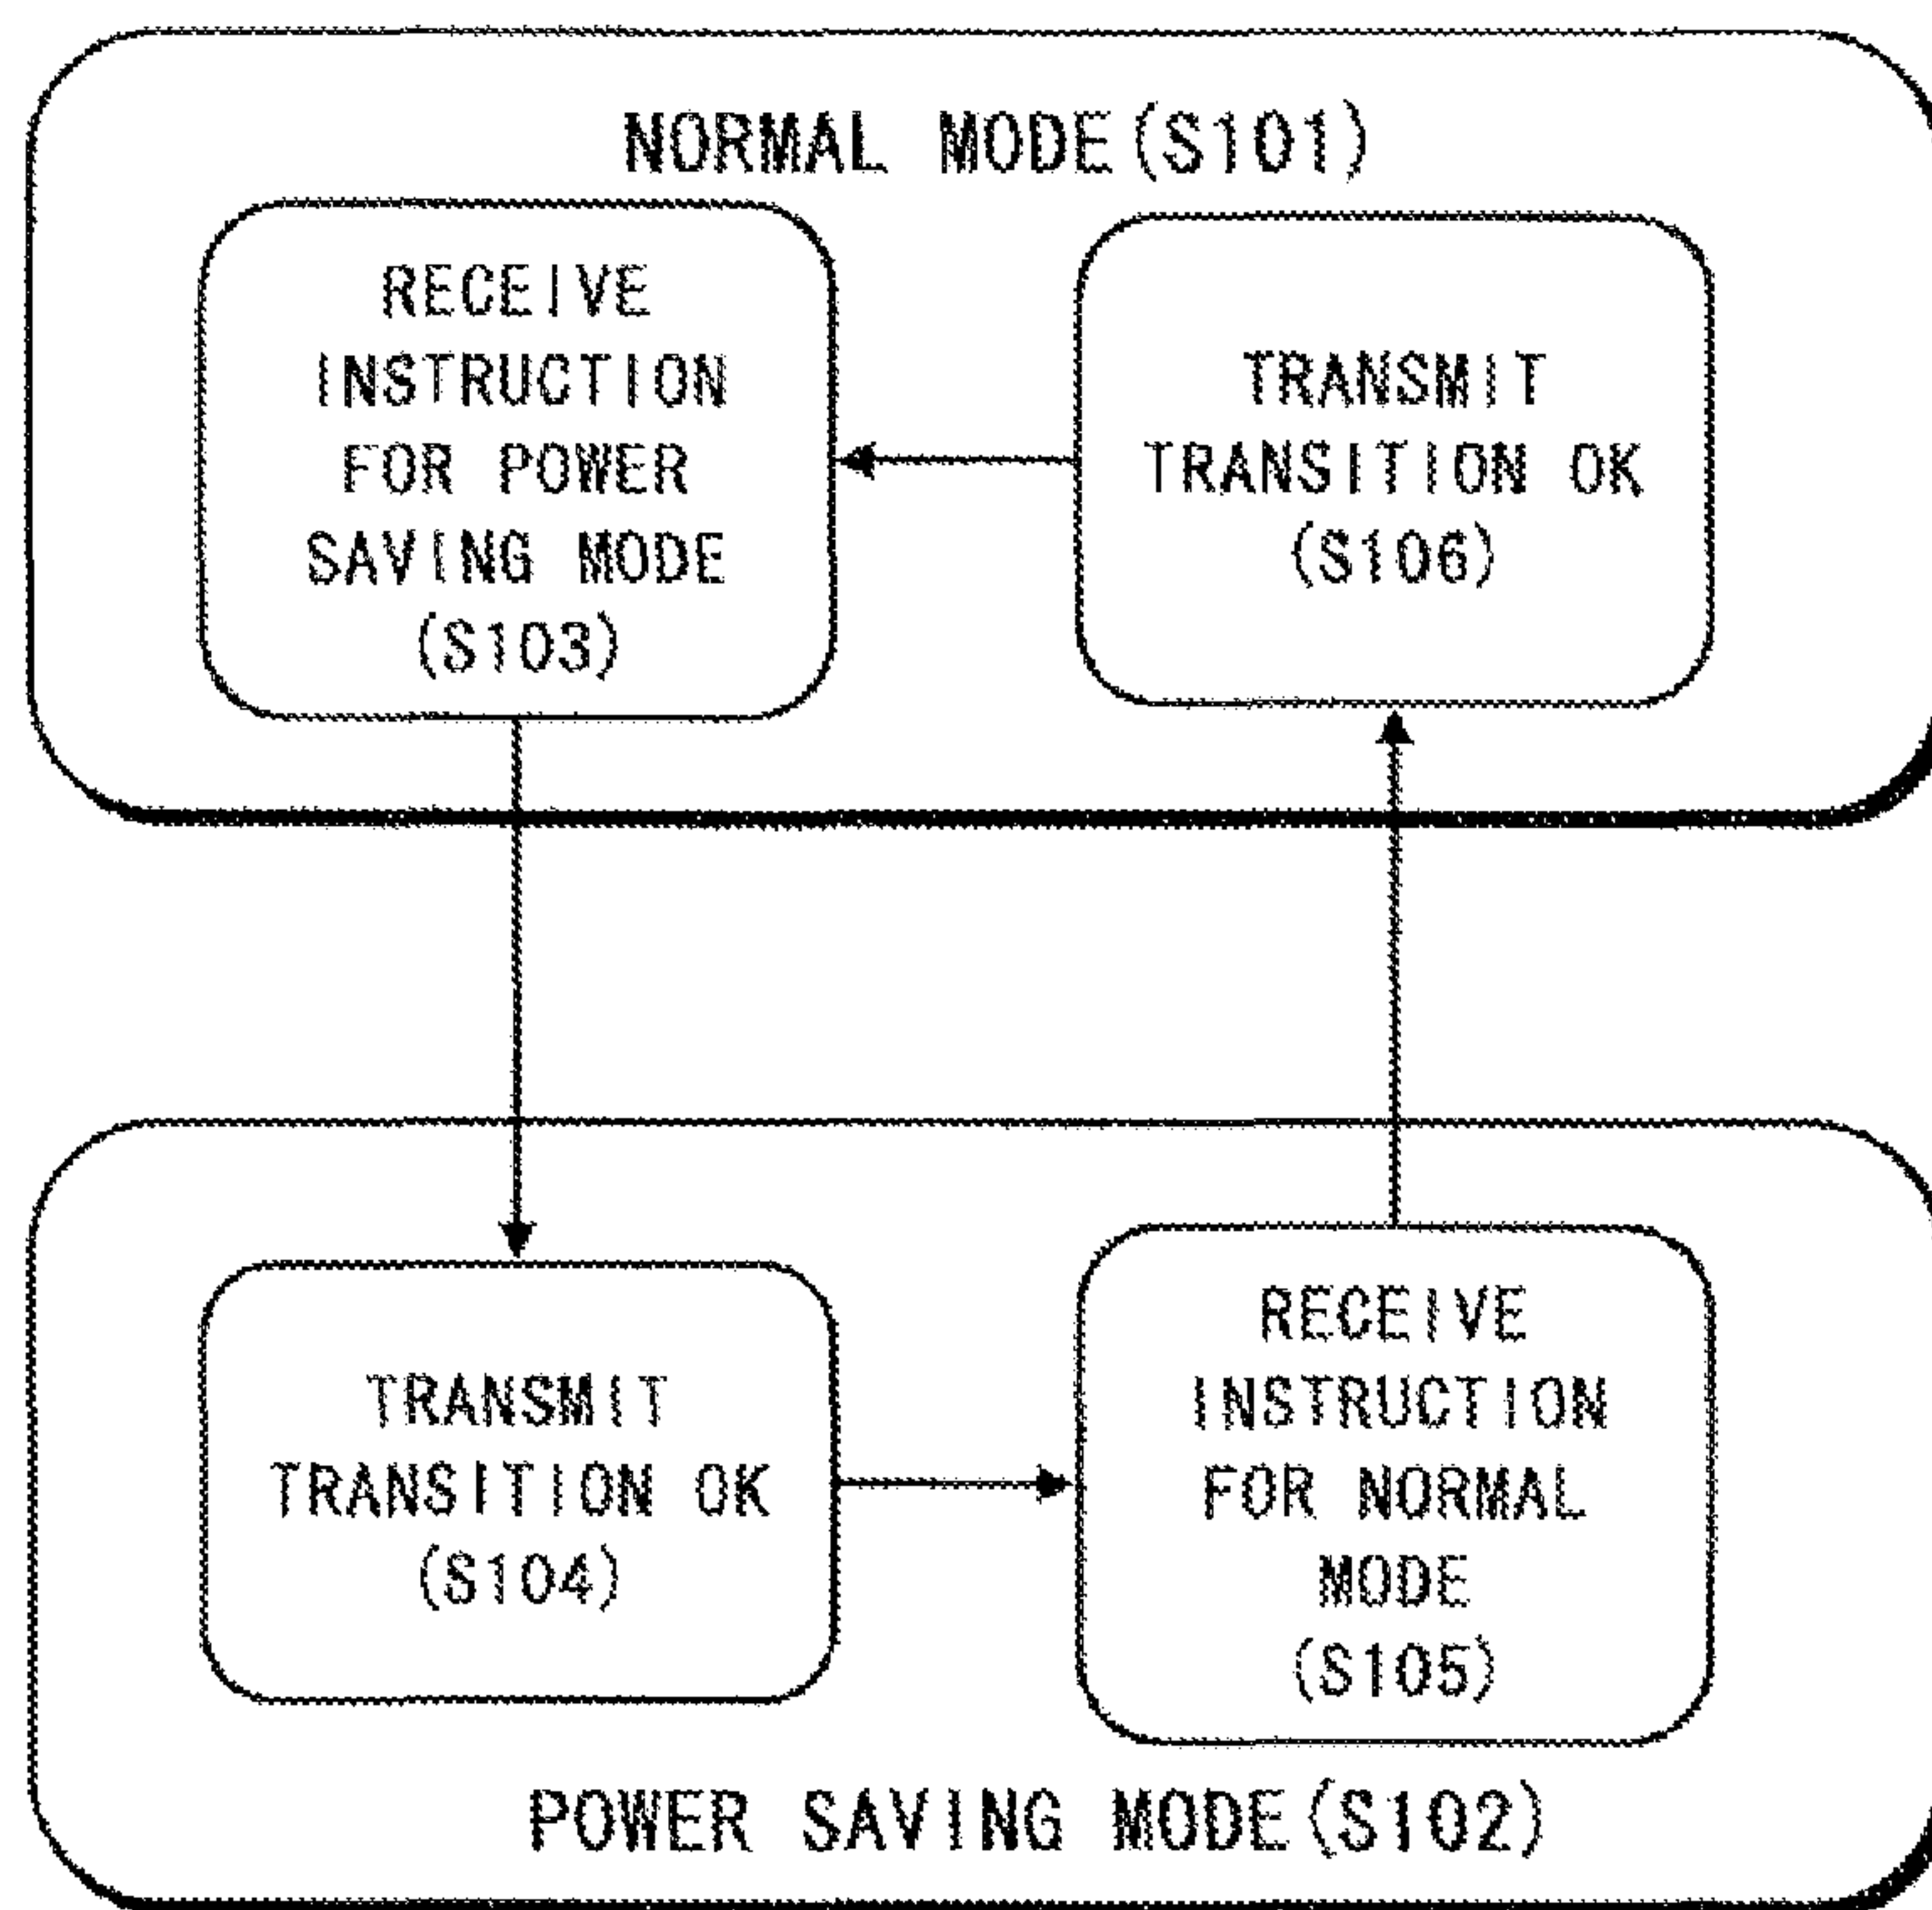 NORMAL MODE(S101)
RECEIVE
INSTRUCTION
FOR POWER
SAVING MODE
(S103)
TRANSMIT
TRANSITION OK
(S106)
TRANSMIT
TRANSITION OK
(S104)
RECEIVE
INSTRUCTION
FOR NORMAL
MODE
(S105)
POWER SAVING MODE(S102)